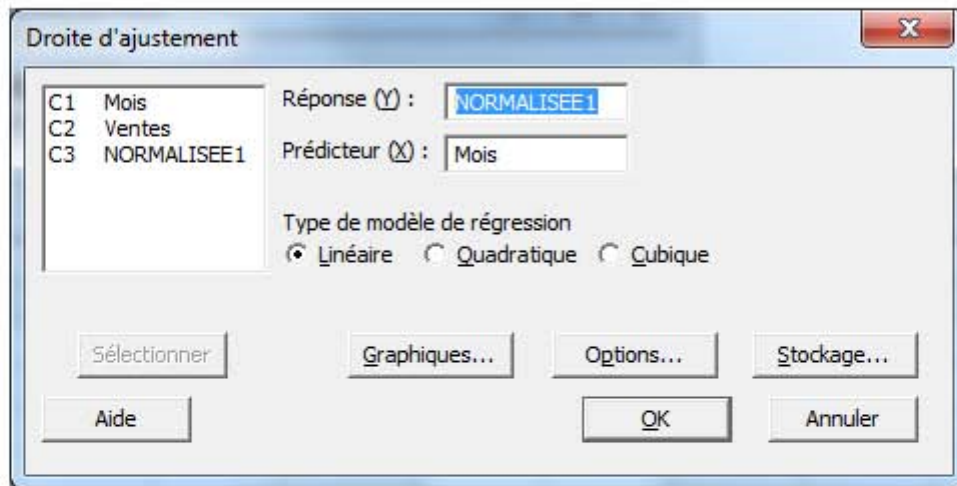 Droite d'ajustement
C1 Mois
C2 Ventes
C3 NORMALISEE1
Réponse (Y) : NORMALISEE1
Prédicteur (X) : Mois
Type de modèle de régression
Linéaire Quadratique Cubique
Sélectionner Graphiques... Options... Stockage...
Aide OK Annuler